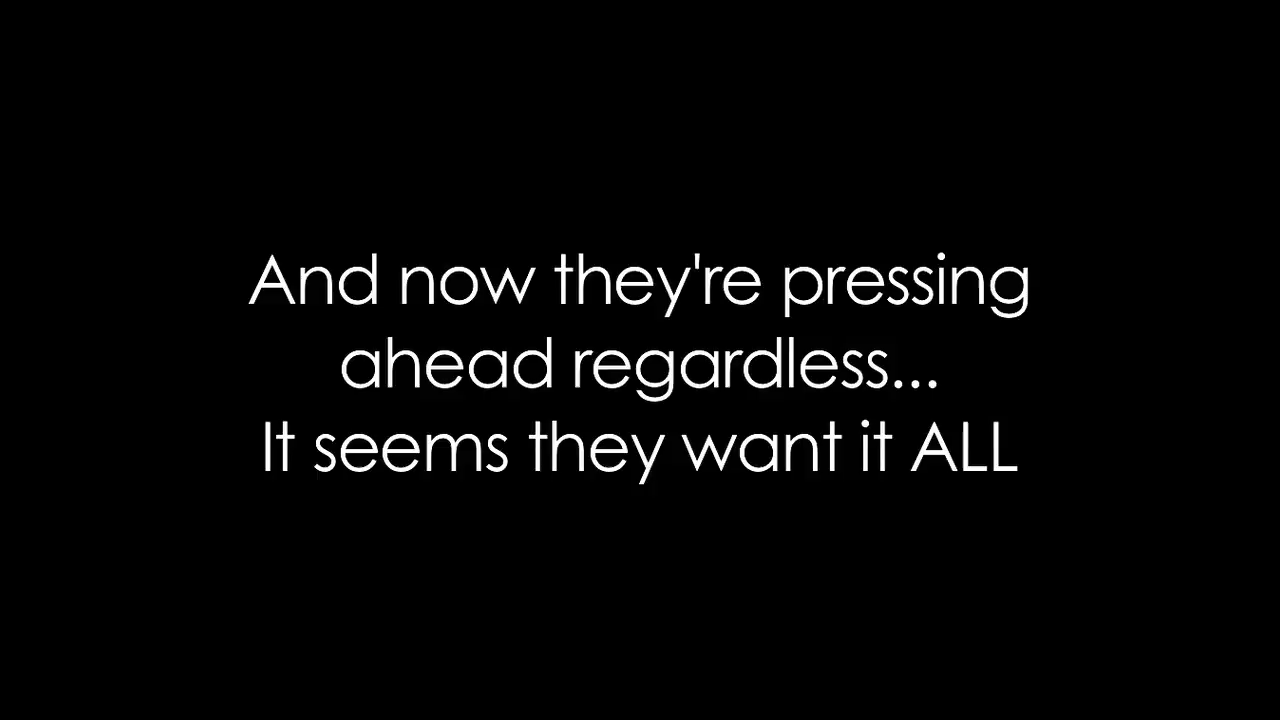 And now they're pressing
ahead regardless...
It seems they want it ALL